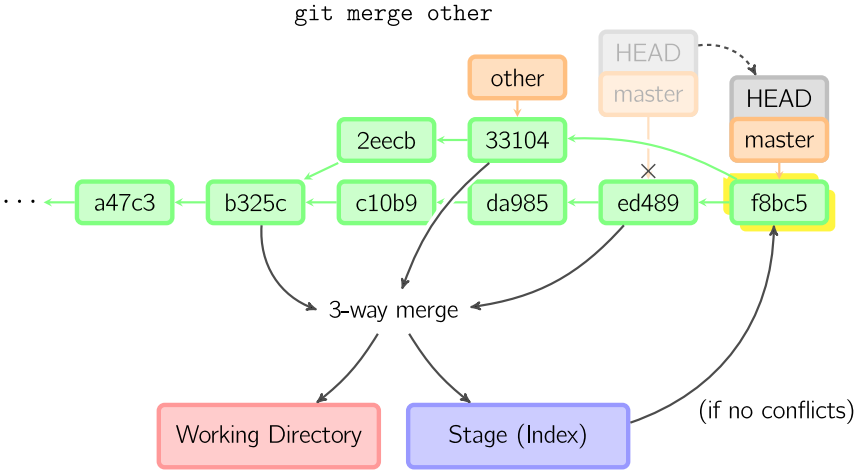 git merge other
HEAD
other
master
HEAD
2eecb
33104
master
...
a47c3
b325c
c10b9
da985
ed489
f8bc5
3-way merge
(if no conflicts)
Working Directory
Stage (Index)